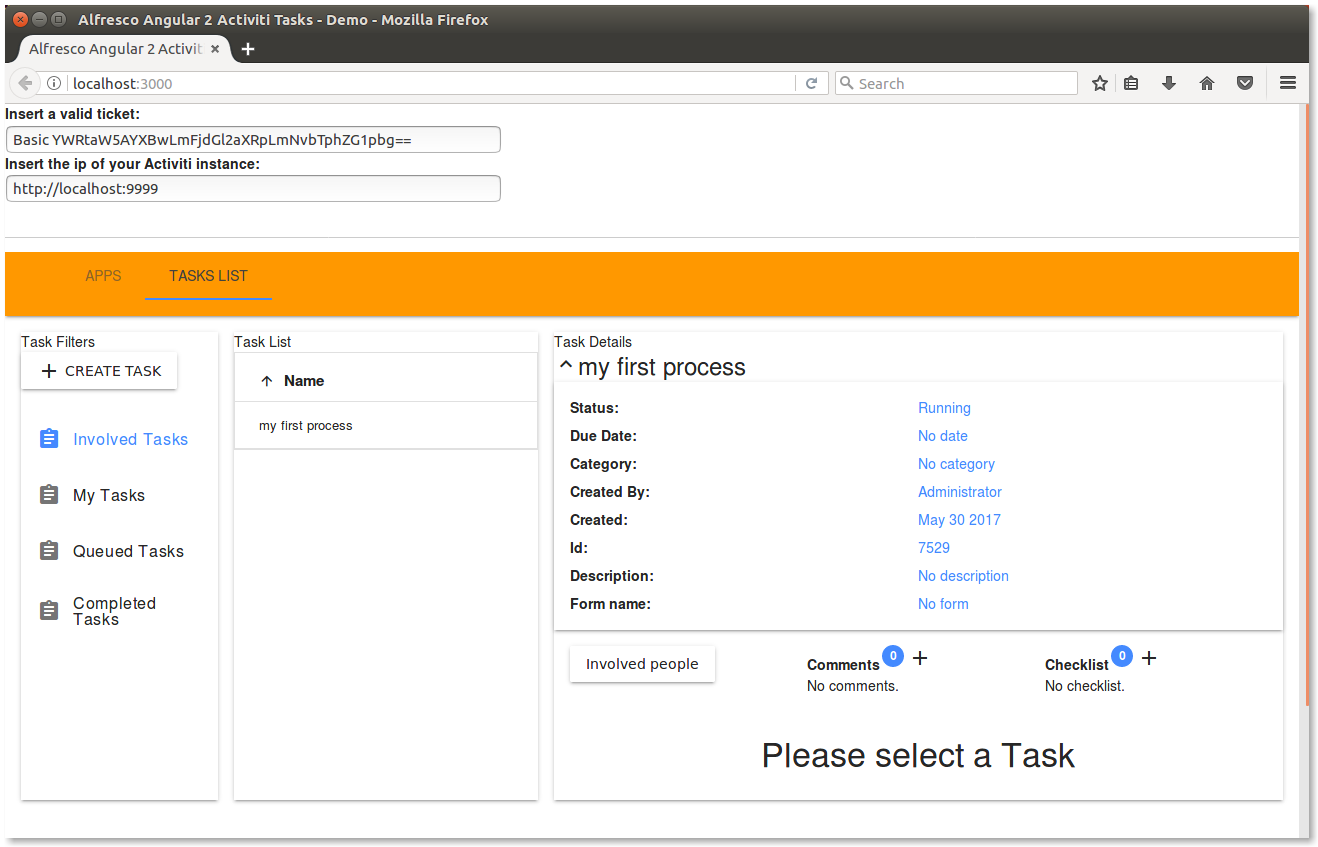 Alfresco Angular 2 Activiti Tasks - Demo - Mozilla Firefox
Alfresco Angular 2 Activit
localhost:3000
Search
Insert a valid ticket:
Basic YWRtaW5AYXBwLmFjdGl2aXRpLmNvbTphZG1pbg==
Insert the ip of your Activiti instance:
http://localhost:9999
APPS TASKS LIST
Task Filters
CREATE TASK
Involved Tasks
My Tasks
Queued Tasks
Completed
Tasks
Task List
Name
my first process
Task Details
my first process
Status: Running
Due Date: No date
Category: No category
Created By: Administrator
Created: May 30 2017
Id: 7529
Description: No description
Form name: No form
Involved people
Comments 0
No comments.
Checklist 0
No checklist.
Please select a Task